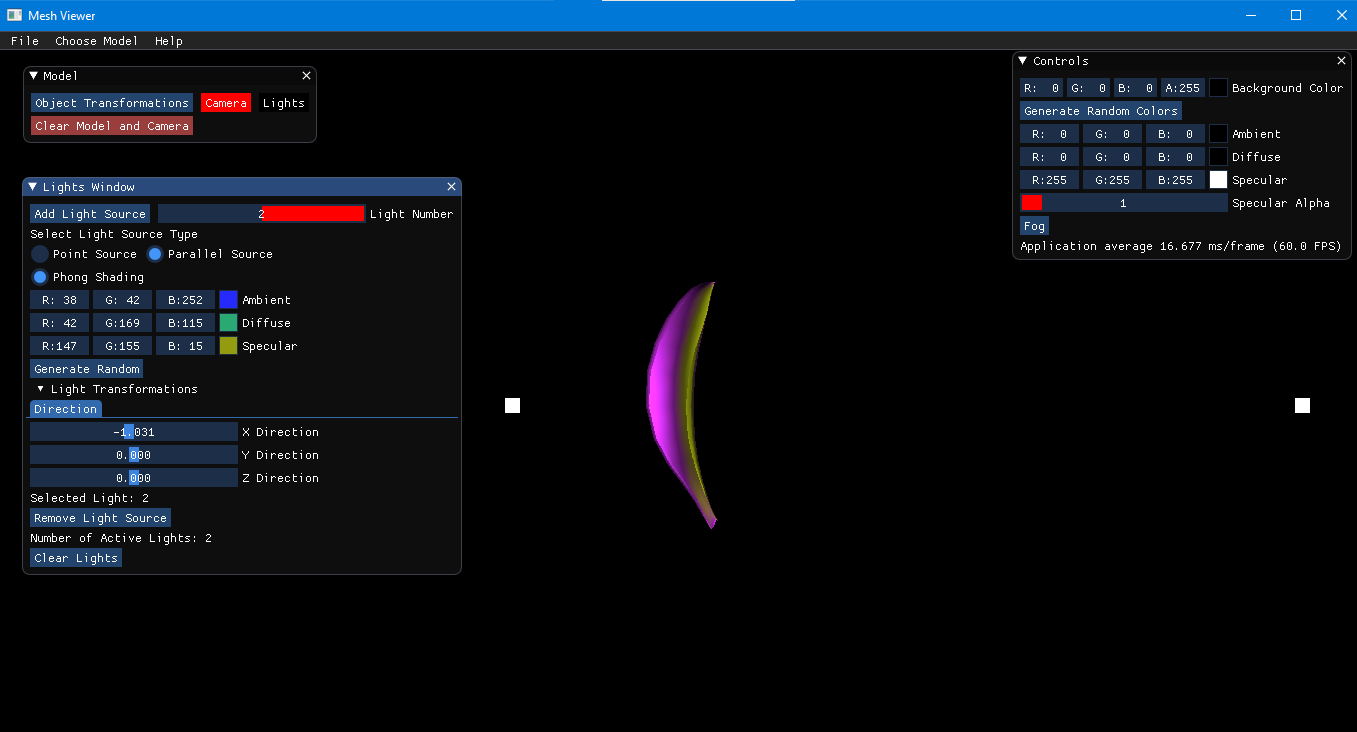 Mesh Viewer
File Choose Model Help
Model
Object Transformations Camera Lights
Clear Model and Camera
Lights Window
Add Light Source 2 Light Number
Select Light Source Type
Point Source Parallel Source
Phong Shading
R: 38 G: 42 B:252 Ambient
R: 42 G:169 B:115 Diffuse
R:147 G:155 B: 15 Specular
Generate Random
Light Transformations
Direction
-1.031 X Direction
0.000 Y Direction
0.000 Z Direction
Selected Light: 2
Remove Light Source
Number of Active Lights: 2
Clear Lights
Controls
R: 0 G: 0 B: 0 A:255 Background Color
Generate Random Colors
R: 0 G: 0 B: 0 Ambient
R: 0 G: 0 B: 0 Diffuse
R:255 G:255 B:255 Specular
1 Specular Alpha
Fog
Application average 16.677 ms/frame (60.0 FPS)